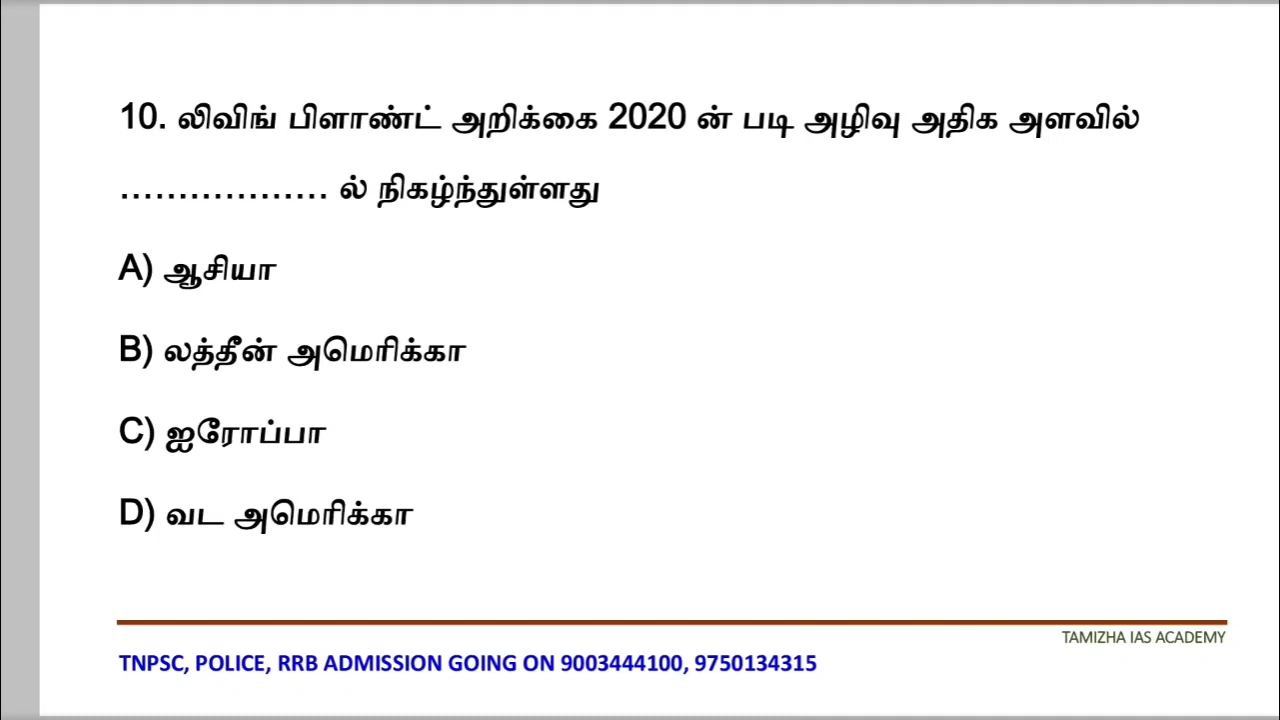 10. லிவிங் பிளாண்ட் அறிக்கை 2020 ன் படி அழிவு அதிக அளவில்
.................. ல் நிகழ்ந்துள்ளது
A) ஆசியா
B) லத்தீன் அமெரிக்கா
C) ஐரோப்பா
D) வட அமெரிக்கா
TAMIZHA IAS ACADEMY
TNPSC, POLICE, RRB ADMISSION GOING ON 9003444100, 9750134315